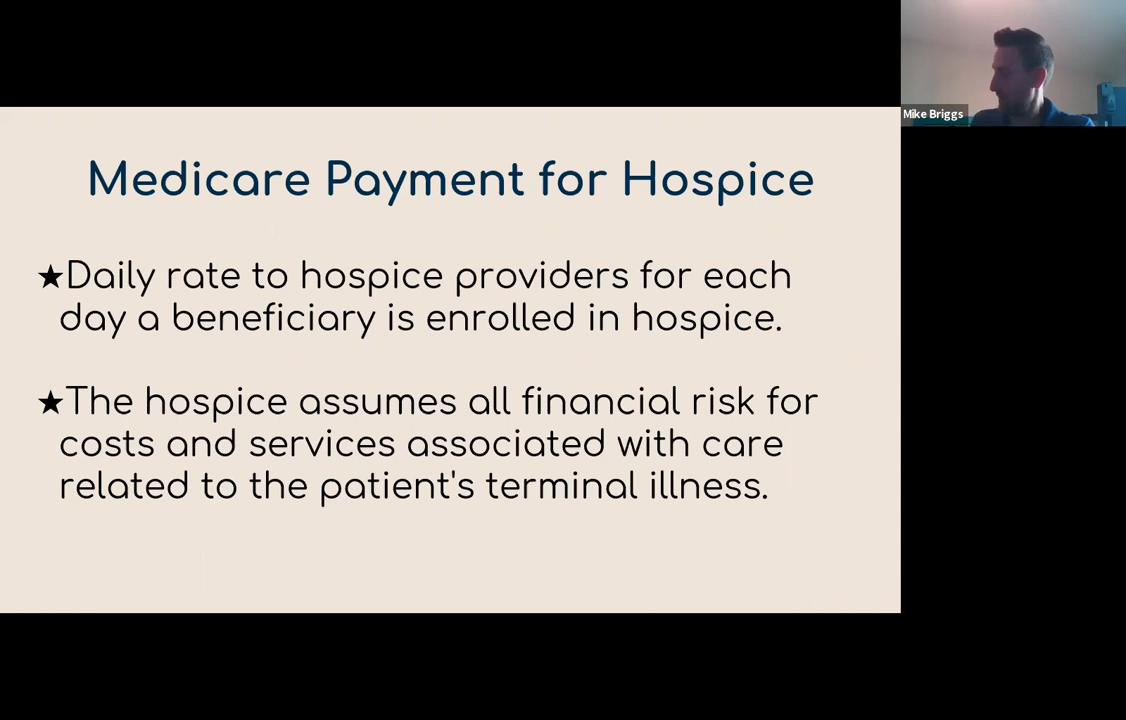 Mike Briggs
Medicare Payment for Hospice
★Daily rate to hospice providers for each
day a beneficiary is enrolled in hospice.
★The hospice assumes all financial risk for
costs and services associated with care
related to the patient's terminal illness.